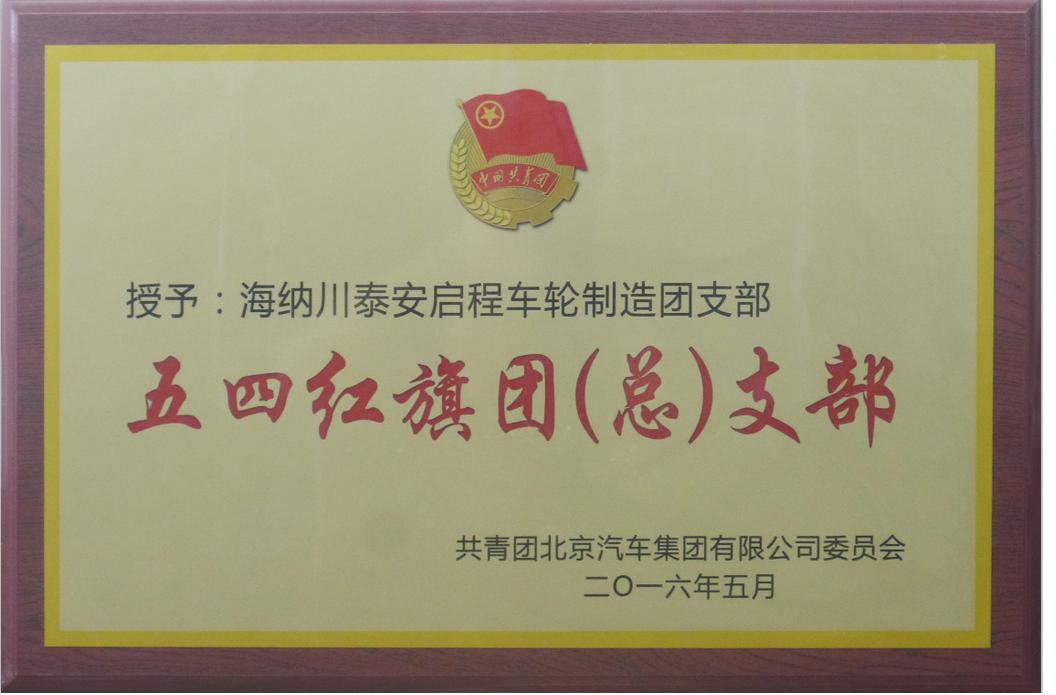 中国共青团
授予：海纳川泰安启程车轮制造团支部
五四红旗团(总)支部
共青团北京汽车集团有限公司委员会
二〇一六年五月